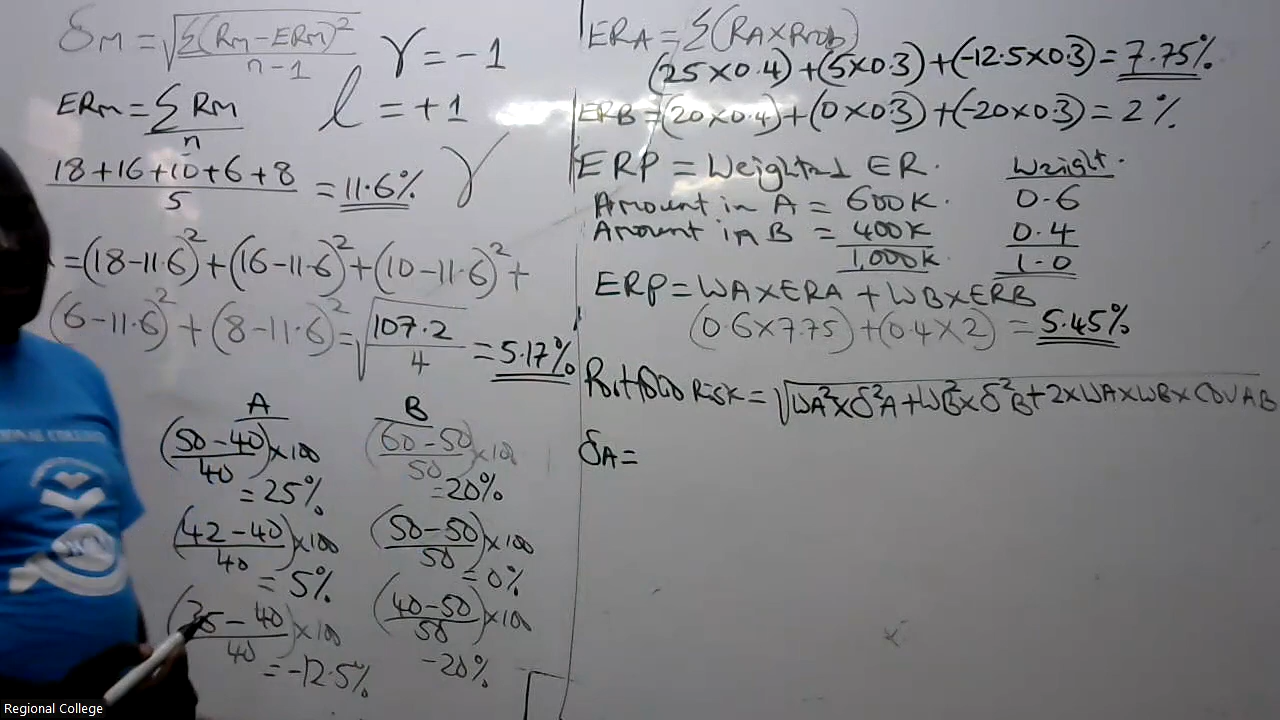 δM = √Σ(RM-ERM)²
n-1
γ = -1
ERM = ΣRM
n
l = +1
18+16+10+6+8 = 11.6%
5
γ
= (18-11.6)² + (16-11.6)² + (10-11.6)² +
(6-11.6)² + (8-11.6)² = √107.2 = 5.17%
4
A
(50-40)×100
40
= 25%
(42-40)×100
40
= 5%
(35-40)×100
40
= -12.5%
B
(60-50)×100
50
= 20%
(50-50)×100
50
= 0%
(40-50)×100
50
-20%
ERA = Σ(RA×Prob)
(25×0.4)+(5×0.3)+(-12.5×0.3) = 7.75%
ERB = (20×0.4)+(0×0.3)+(-20×0.3) = 2%
ERP = Weighted ER. Weight.
Amount in A = 600K. 0.6
Amount in B = 400K 0.4
1,000K. 1.0
ERP = WA×ERA + WB×ERB
(0.6×7.75)+(0.4×2) = 5.45%
Portfolio Risk = √WA²×δ²A+WB²×δ²B+2×WA×WB×COVAB
δA =
Regional College